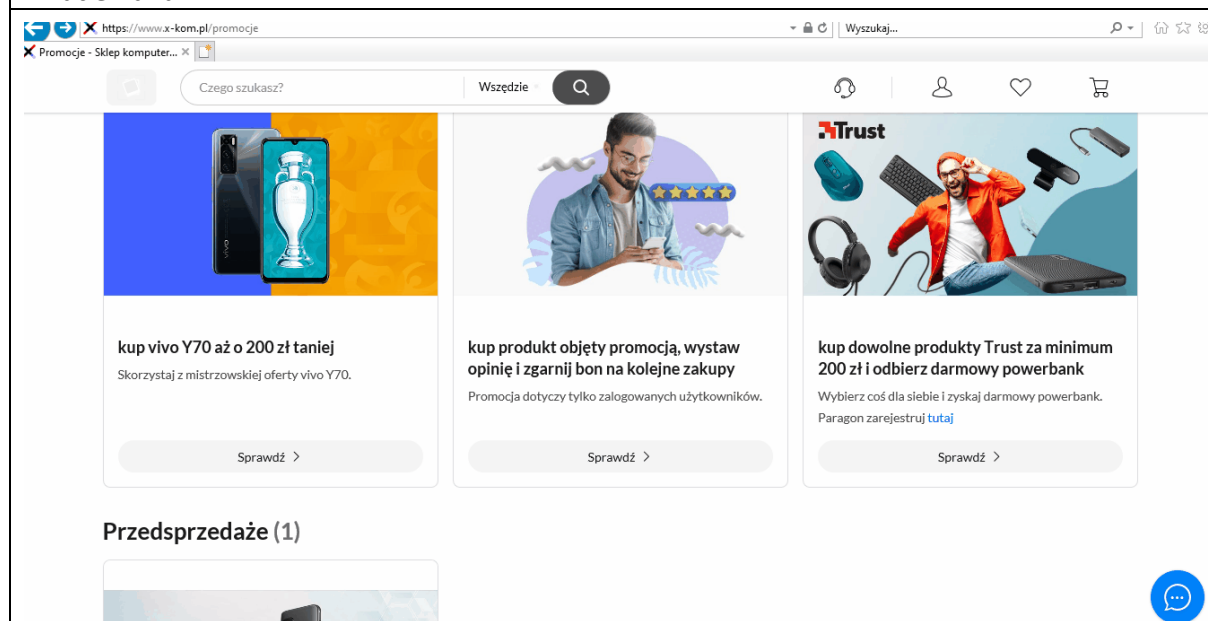 https://www.x-kom.pl/promocje
Wyszukaj...
Promocje - Sklep komputer...
Czego szukasz?
Wszędzie
Trust
vivo
kup vivo Y70 aż o 200 zł taniej
Skorzystaj z mistrzowskiej oferty vivo Y70.
Sprawdź >
kup produkt objęty promocją, wystaw
opinię i zgarnij bon na kolejne zakupy
Promocja dotyczy tylko zalogowanych użytkowników.
Sprawdź >
kup dowolne produkty Trust za minimum
200 zł i odbierz darmowy powerbank
Wybierz coś dla siebie i zyskaj darmowy powerbank.
Paragon zarejestruj tutaj
Sprawdź >
Przedsprzedaże (1)